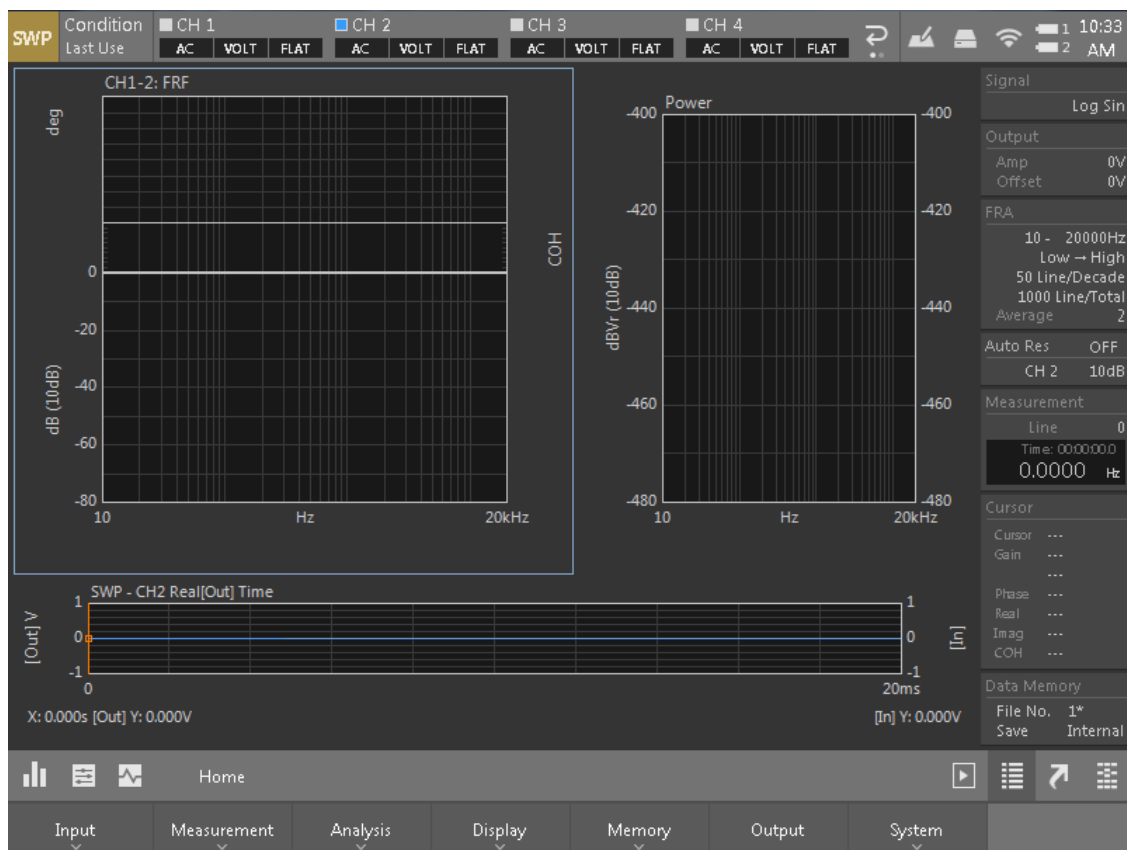 SWP Condition CH 1 CH 2 CH 3 CH 4 1 10:33
Last Use AC VOLT FLAT AC VOLT FLAT AC VOLT FLAT AC VOLT FLAT 2 AM
CH1-2: FRF
deg
COH
0
-20
-40
-60
-80
dB (10dB)
10 Hz 20kHz
Power
-400 -400
-420 -420
-440 -440
-460 -460
-480 -480
dBVr (10dB)
10 Hz 20kHz
SWP - CH2 Real[Out] Time
1 1
[Out] V 0 0 [In]
-1 -1
0 20ms
X: 0.000s [Out] Y: 0.000V [In] Y: 0.000V
Signal
Log Sin
Output
Amp 0V
Offset 0V
FRA
10 - 20000Hz
Low → High
50 Line/Decade
1000 Line/Total
Average 2
Auto Res OFF
CH 2 10dB
Measurement
Line 0
Time: 00:00:00.0
0.0000 Hz
Cursor
Cursor ---
Gain ---
---
Phase ---
Real ---
Imag ---
COH ---
Data Memory
File No. 1*
Save Internal
Home
Input Measurement Analysis Display Memory Output System